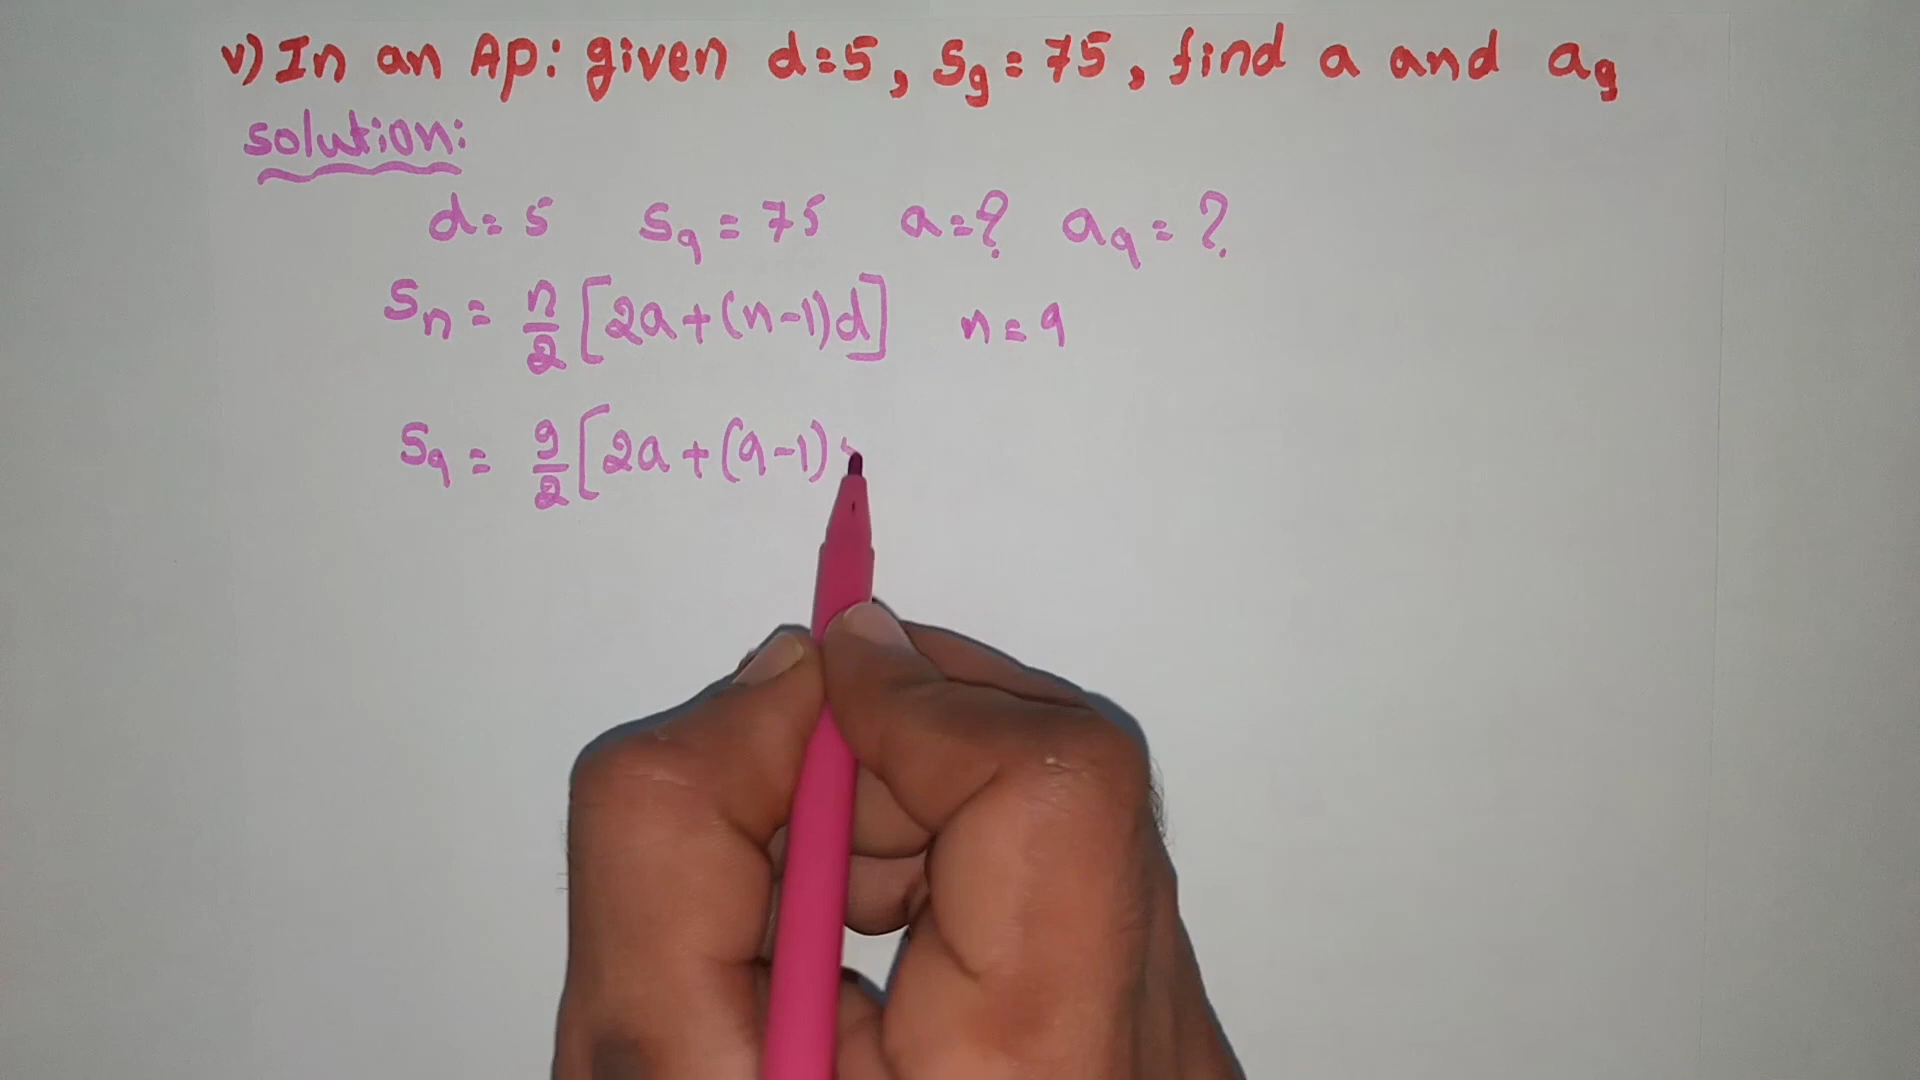 v) In an Ap: given d=5, S₉ = 75, find a and a₉
solution:
d=5 S₉ = 75 a=? a₉ = ?
Sₙ = n/2 [2a+(n-1)d] n=9
S₉ = 9/2 [2a+(9-1)